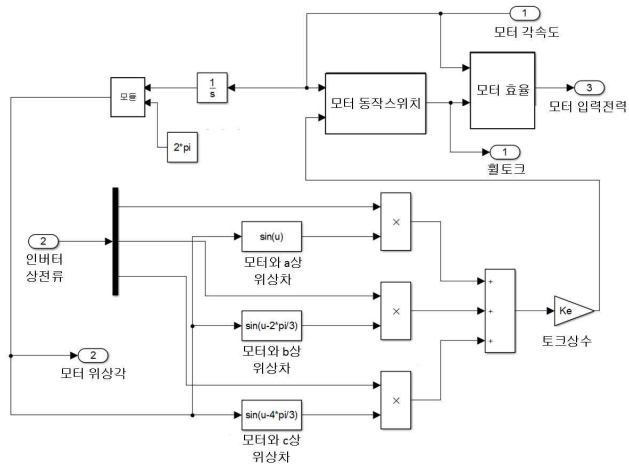 1
모터 각속도
1
s
모듈
2*pi
모터 동작스위치
모터 효율
3
모터 입력전력
1
휠토크
2
인버터
상전류
×
sin(u)
모터와 a상
위상차
×
sin(u-2*pi/3)
모터와 b상
위상차
+
+
+
Ke
토크상수
2
모터 위상각
×
sin(u-4*pi/3)
모터와 c상
위상차